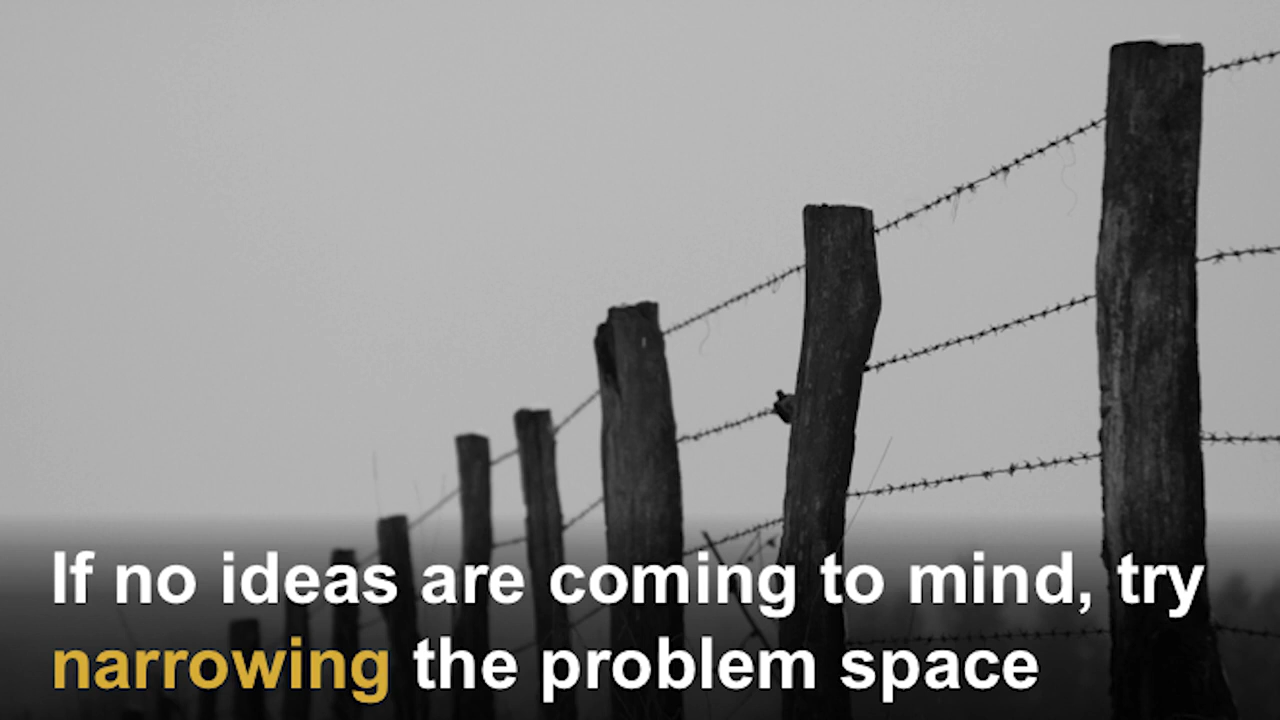 If no ideas are coming to mind, try
narrowing the problem space